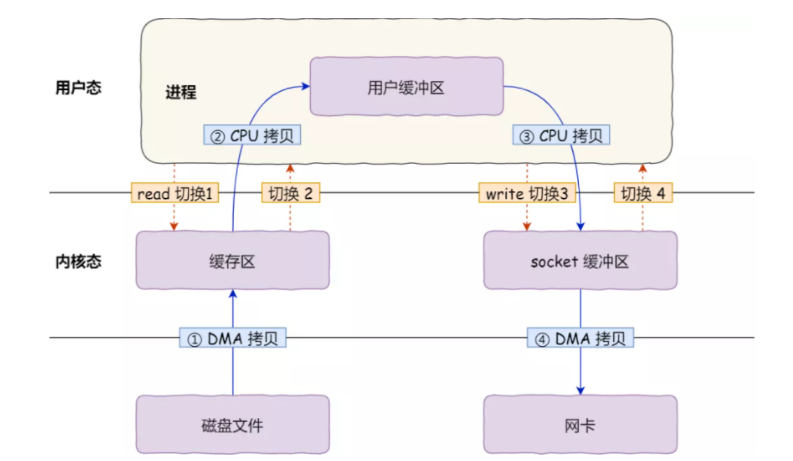 用户态
进程
用户缓冲区
② CPU 拷贝
③ CPU 拷贝
read 切换1
切换 2
write 切换3
切换 4
内核态
缓存区
socket 缓冲区
① DMA 拷贝
④ DMA 拷贝
磁盘文件
网卡